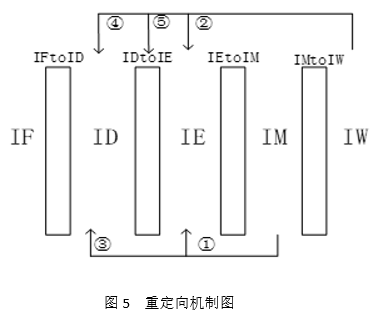 ④ ⑤ ②
IFtoID IDtoIE IEtoIM IMtoIW
IF ID IE IM IW
③ ①
图 5 重定向机制图